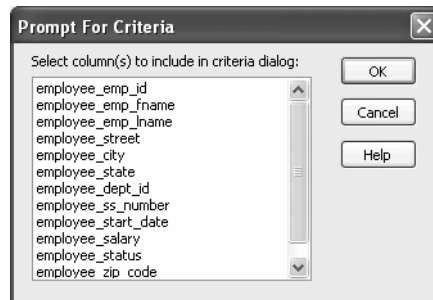 Prompt For Criteria
Select column(s) to include in criteria dialog:
employee_emp_id
employee_emp_fname
employee_emp_lname
employee_street
employee_city
employee_state
employee_dept_id
employee_ss_number
employee_start_date
employee_salary
employee_status
employee_zip_code
OK
Cancel
Help